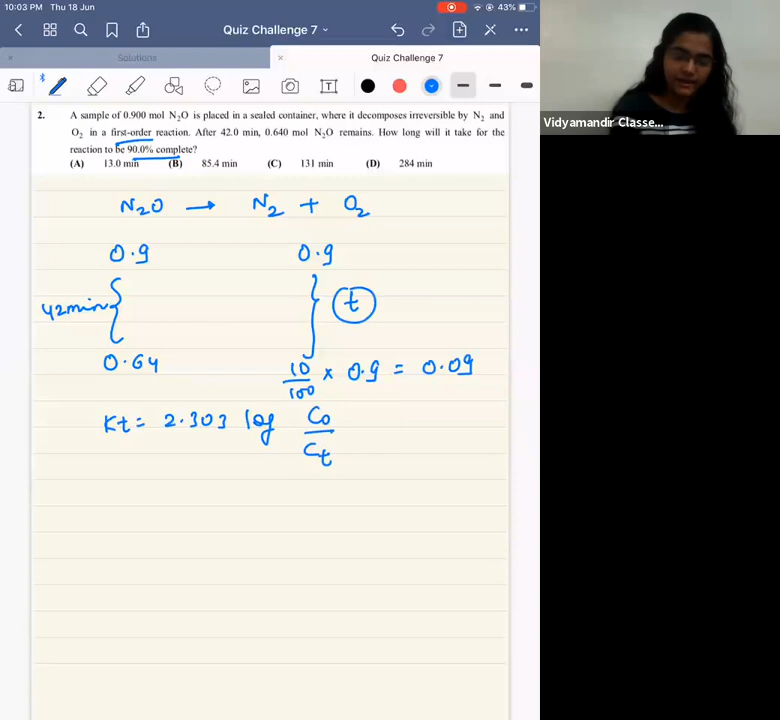 10:03 PM Thu 18 Jun
43%
Quiz Challenge 7
Solutions
Quiz Challenge 7
T
Vidyamandir Classe...
2. A sample of 0.900 mol N₂O is placed in a sealed container, where it decomposes irreversible by N₂ and
O₂ in a first-order reaction. After 42.0 min, 0.640 mol N₂O remains. How long will it take for the
reaction to be 90.0% complete?
(A) 13.0 min (B) 85.4 min (C) 131 min (D) 284 min
N₂O → N₂ + O₂
0.9 0.9
42min t
0.64 10/100 × 0.9 = 0.09
Kt = 2.303 log C₀/Ct